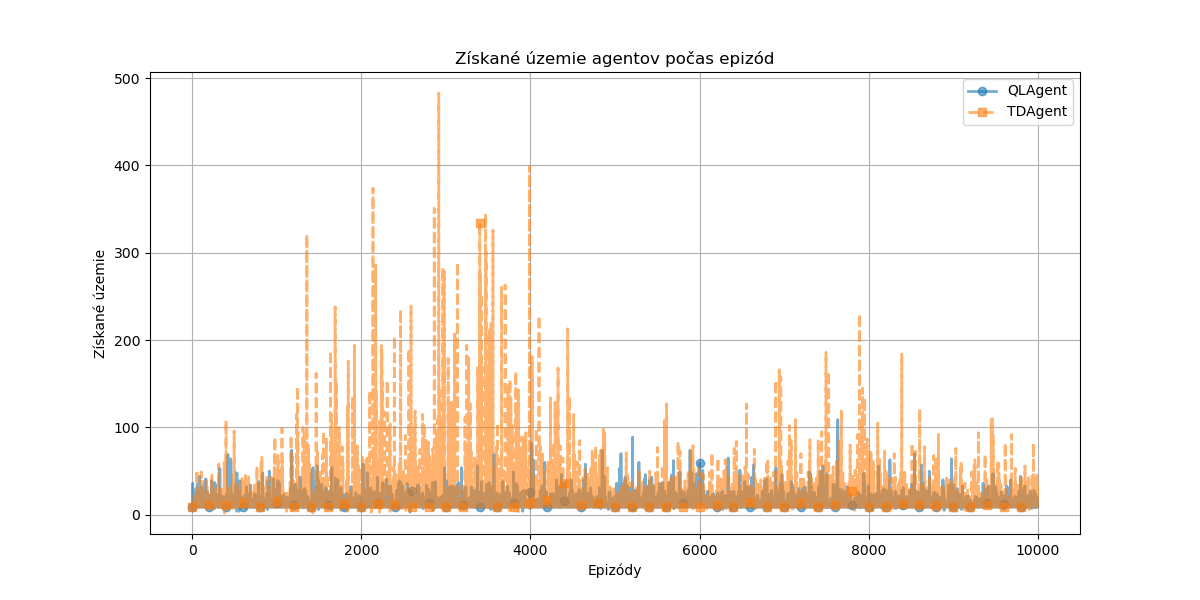 Získané územie agentov počas epizód
QLAgent
TDAgent
Získané územie
500
400
300
200
100
0
0 2000 4000 6000 8000 10000
Epizódy